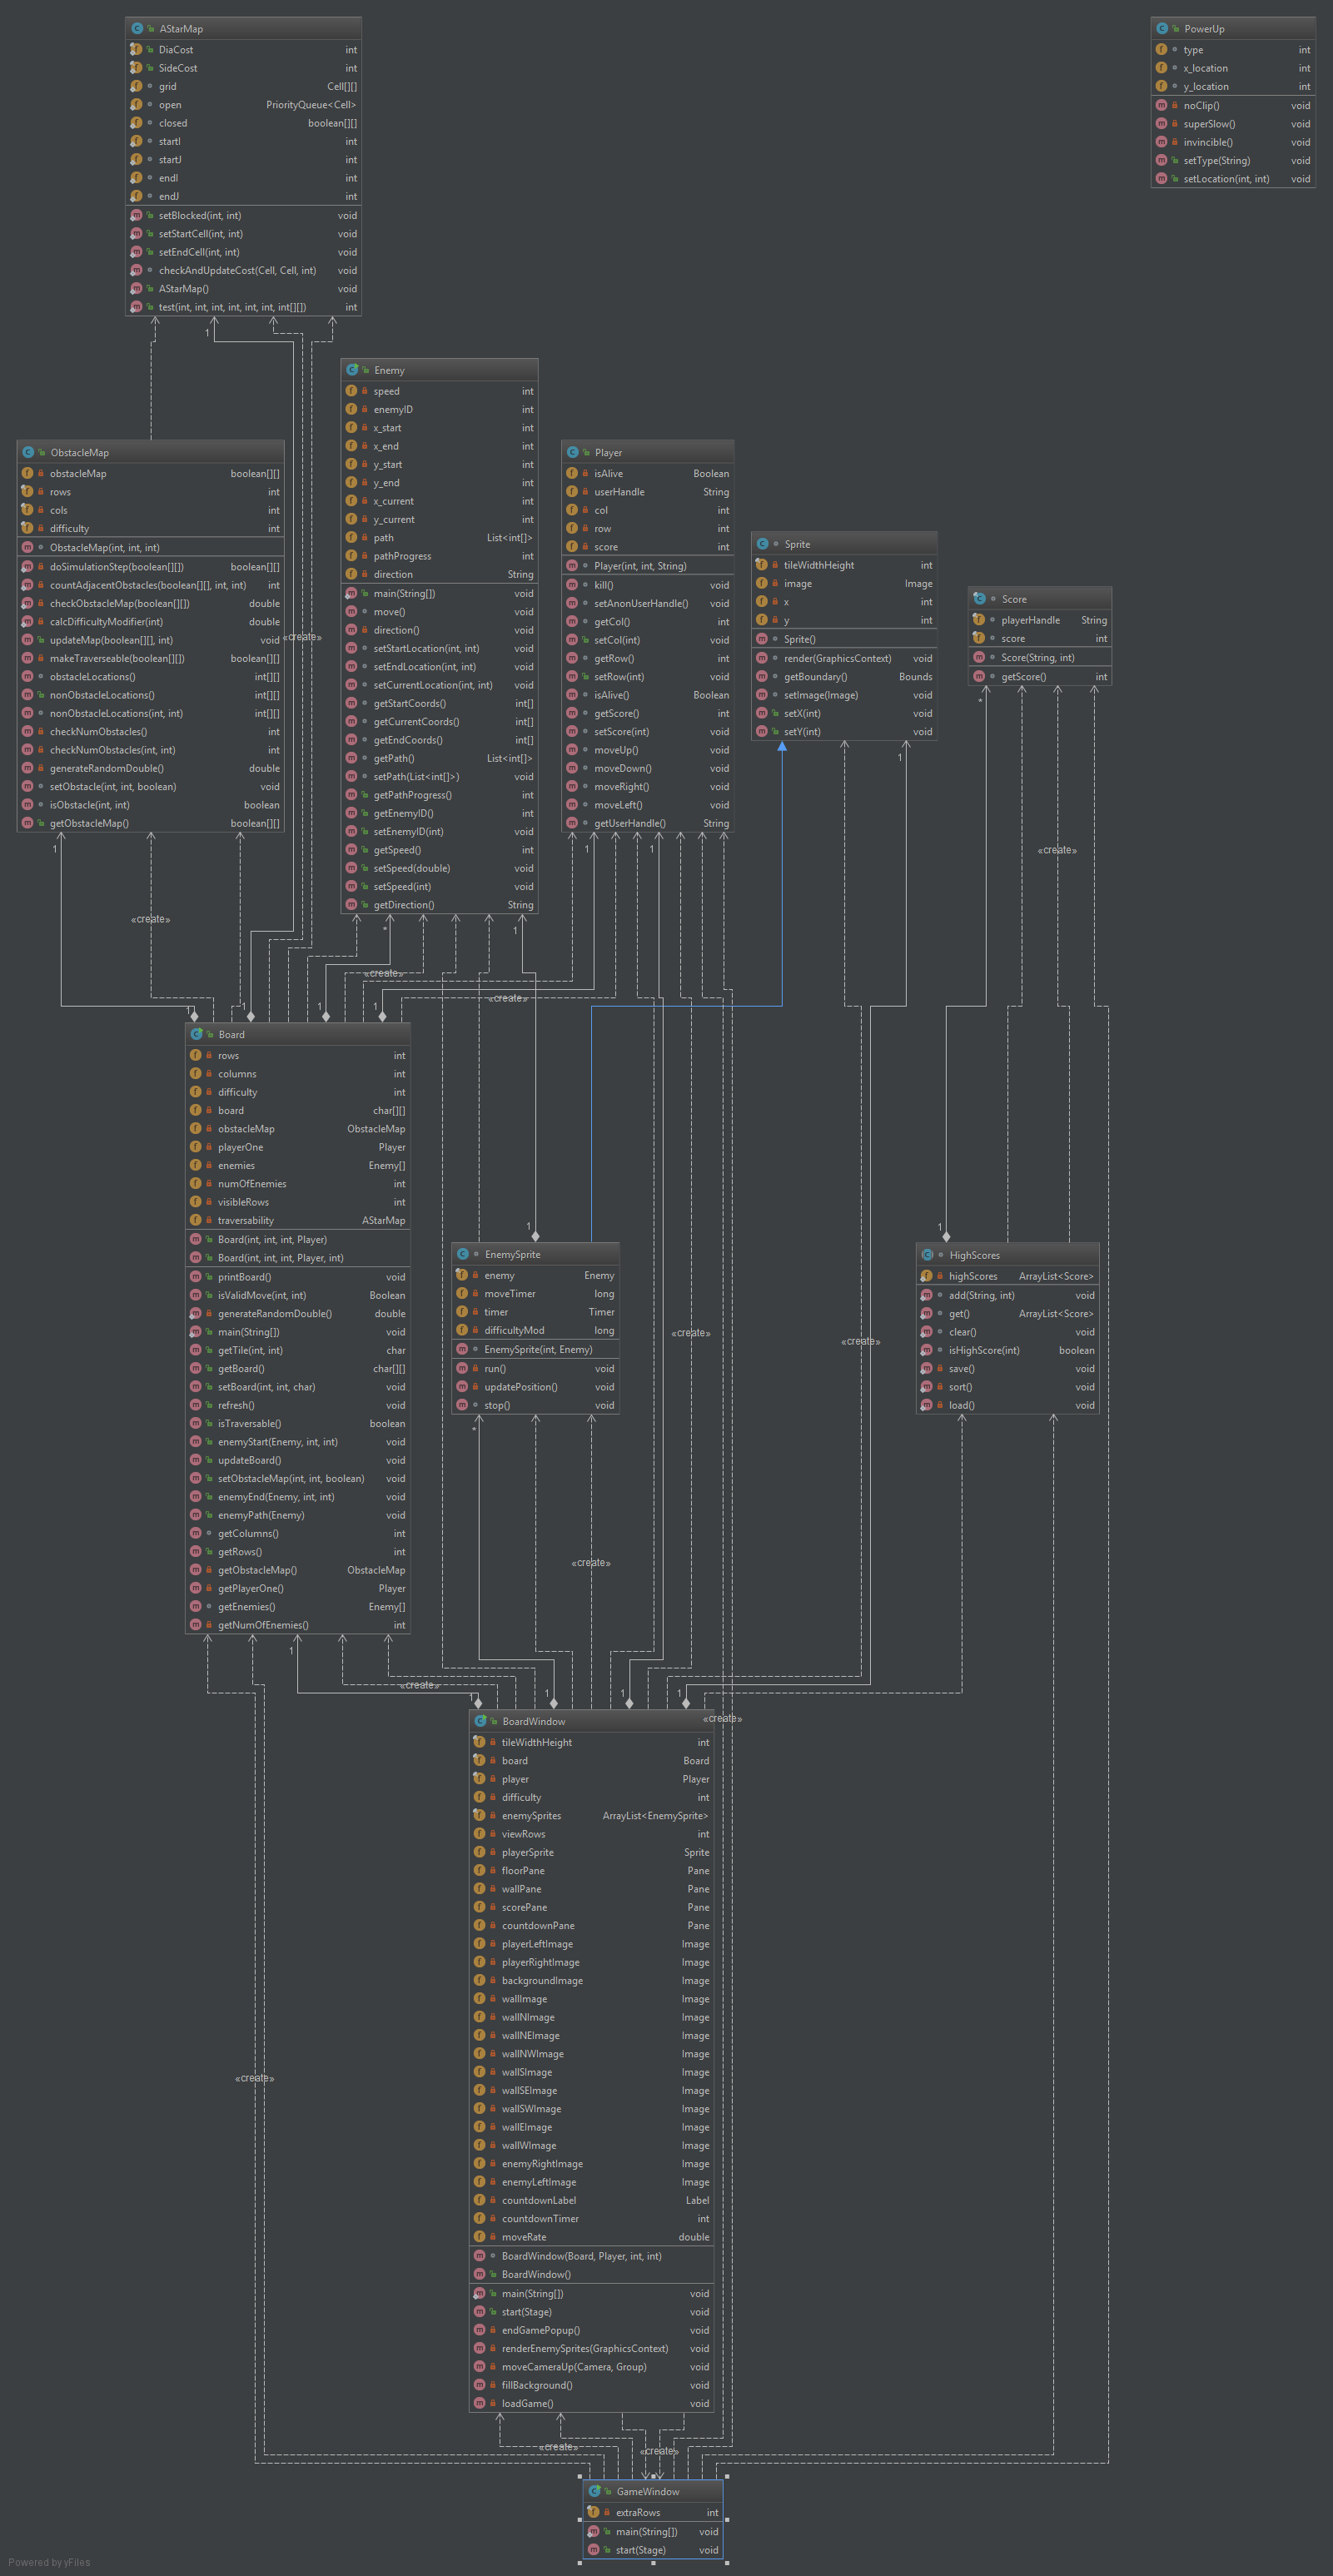 AStarMap
DiaCost int
SideCost int
grid Cell[][]
open PriorityQueue<Cell>
closed boolean[][]
startI int
startJ int
endI int
endJ int
setBlocked(int, int) void
setStartCell(int, int) void
setEndCell(int, int) void
checkAndUpdateCost(Cell, Cell, int) void
AStarMap() void
test(int, int, int, int, int, int, int[][]) int
PowerUp
type int
x_location int
y_location int
noClip() void
superSlow() void
invincible() void
setType(String) void
setLocation(int, int) void
1
Enemy
speed int
enemyID int
x_start int
x_end int
y_start int
y_end int
x_current int
y_current int
path List<int[]>
pathProgress int
direction String
main(String[]) void
move() void
direction() void
setStartLocation(int, int) void
setEndLocation(int, int) void
setCurrentLocation(int, int) void
getStartCoords() int[]
getCurrentCoords() int[]
getEndCoords() int[]
getPath() List<int[]>
setPath(List<int[]>) void
getPathProgress() int
getEnemyID() int
setEnemyID(int) void
getSpeed() int
setSpeed(double) void
setSpeed(int) void
getDirection() String
ObstacleMap
obstacleMap boolean[][]
rows int
cols int
difficulty int
ObstacleMap(int, int, int)
doSimulationStep(boolean[][]) boolean[][]
countAdjacentObstacles(boolean[][], int, int) int
checkObstacleMap(boolean[][]) double
calcDifficultyModifier(int) double
updateMap(boolean[][], int) void
makeTraverseable(boolean[][]) boolean[][]
obstacleLocations() int[][]
nonObstacleLocations() int[][]
nonObstacleLocations(int, int) int[][]
checkNumObstacles() int
checkNumObstacles(int, int) int
generateRandomDouble() double
setObstacle(int, int, boolean) void
isObstacle(int, int) boolean
getObstacleMap() boolean[][]
«create»
Player
isAlive Boolean
userHandle String
col int
row int
score int
Player(int, int, String)
kill() void
setAnonUserHandle() void
getCol() int
setCol(int) void
getRow() int
setRow(int) void
isAlive() Boolean
getScore() int
setScore(int) void
moveUp() void
moveDown() void
moveRight() void
moveLeft() void
getUserHandle() String
Sprite
tileWidthHeight int
image Image
x int
y int
Sprite()
render(GraphicsContext) void
getBoundary() Bounds
setImage(Image) void
setX(int) void
setY(int) void
Score
playerHandle String
score int
Score(String, int)
getScore() int
*
1
1
1
1
«create»
«create»
*
1
«create»
«create»
1
1
1
1
Board
rows int
columns int
difficulty int
board char[][]
obstacleMap ObstacleMap
playerOne Player
enemies Enemy[]
numOfEnemies int
visibleRows int
traversability AStarMap
Board(int, int, int, Player)
Board(int, int, int, Player, int)
printBoard() void
isValidMove(int, int) Boolean
generateRandomDouble() double
main(String[]) void
getTile(int, int) char
getBoard() char[][]
setBoard(int, int, char) void
refresh() void
isTraversable() boolean
enemyStart(Enemy, int, int) void
updateBoard() void
setObstacleMap(int, int, boolean) void
enemyEnd(Enemy, int, int) void
enemyPath(Enemy) void
getColumns() int
getRows() int
getObstacleMap() ObstacleMap
getPlayerOne() Player
getEnemies() Enemy[]
getNumOfEnemies() int
1
EnemySprite
enemy Enemy
moveTimer long
timer Timer
difficultyMod long
EnemySprite(int, Enemy)
run() void
updatePosition() void
stop() void
1
HighScores
highScores ArrayList<Score>
add(String, int) void
get() ArrayList<Score>
clear() void
isHighScore(int) boolean
save() void
sort() void
load() void
«create»
«create»
*
«create»
1
«create»
1
1
1
1
«create»
BoardWindow
tileWidthHeight int
board Board
player Player
difficulty int
enemySprites ArrayList<EnemySprite>
viewRows int
playerSprite Sprite
floorPane Pane
wallPane Pane
scorePane Pane
countdownPane Pane
playerLeftImage Image
playerRightImage Image
backgroundImage Image
wallImage Image
wallNImage Image
wallNEImage Image
wallNWImage Image
wallSImage Image
wallSEImage Image
wallSWImage Image
wallEImage Image
wallWImage Image
enemyRightImage Image
enemyLeftImage Image
countdownLabel Label
countdownTimer int
moveRate double
BoardWindow(Board, Player, int, int)
BoardWindow()
main(String[]) void
start(Stage) void
endGamePopup() void
renderEnemySprites(GraphicsContext) void
moveCameraUp(Camera, Group) void
fillBackground() void
loadGame() void
«create»
«create»
«create»
GameWindow
extraRows int
main(String[]) void
start(Stage) void
Powered by yFiles